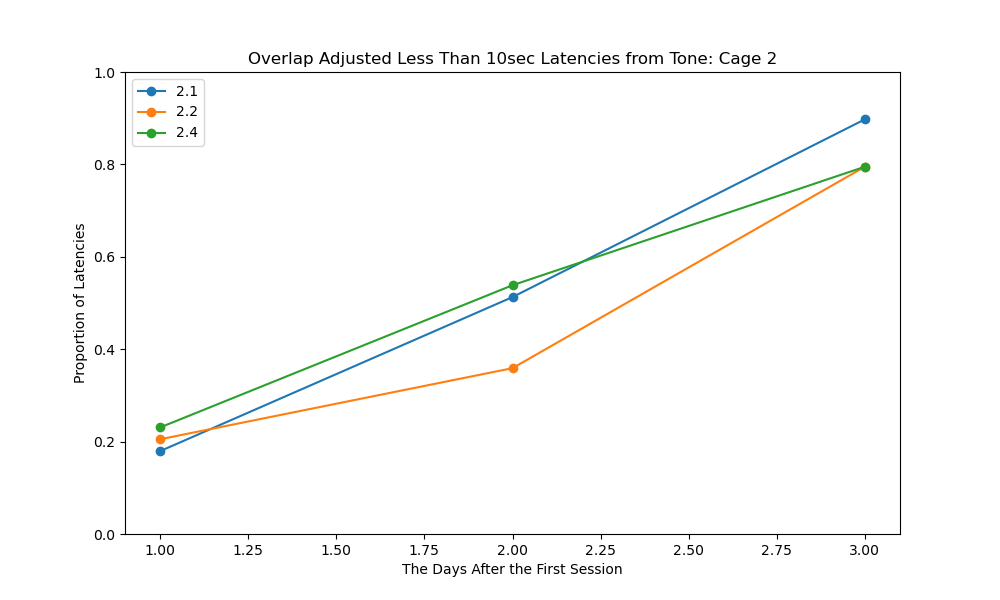 Overlap Adjusted Less Than 10sec Latencies from Tone: Cage 2
1.0
2.1
2.2
2.4
0.8
0.6
Proportion of Latencies
0.4
0.2
0.0
1.00 1.25 1.50 1.75 2.00 2.25 2.50 2.75 3.00
The Days After the First Session